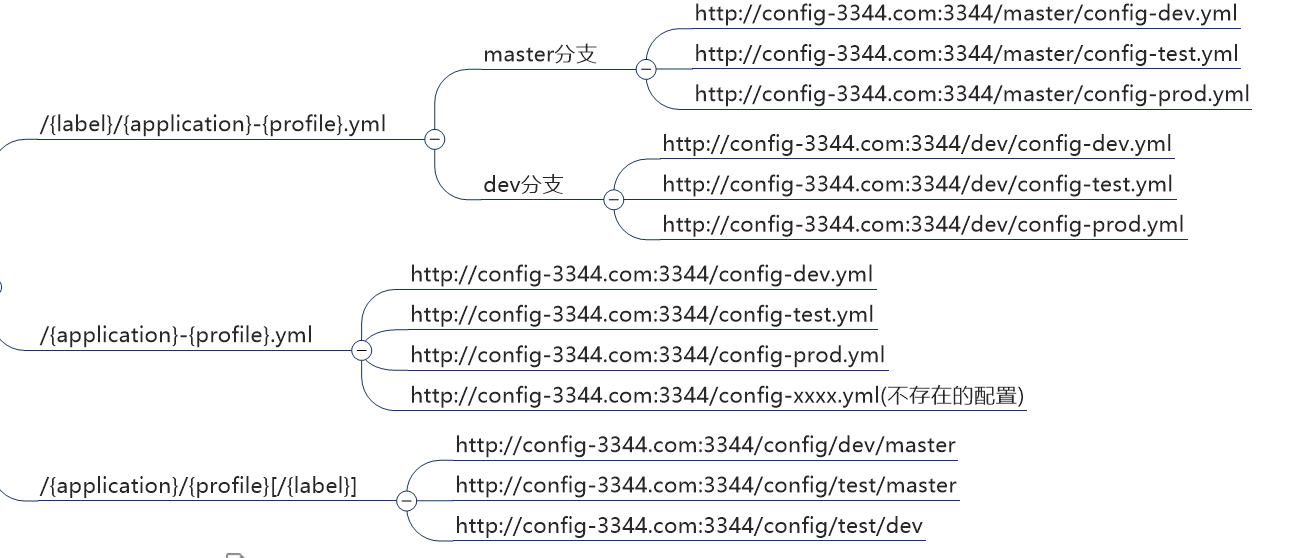 /{label}/{application}-{profile}.yml
master分支
http://config-3344.com:3344/master/config-dev.yml
http://config-3344.com:3344/master/config-test.yml
http://config-3344.com:3344/master/config-prod.yml
dev分支
http://config-3344.com:3344/dev/config-dev.yml
http://config-3344.com:3344/dev/config-test.yml
http://config-3344.com:3344/dev/config-prod.yml
/{application}-{profile}.yml
http://config-3344.com:3344/config-dev.yml
http://config-3344.com:3344/config-test.yml
http://config-3344.com:3344/config-prod.yml
http://config-3344.com:3344/config-xxxx.yml(不存在的配置)
/{application}/{profile}[/{label}]
http://config-3344.com:3344/config/dev/master
http://config-3344.com:3344/config/test/master
http://config-3344.com:3344/config/test/dev